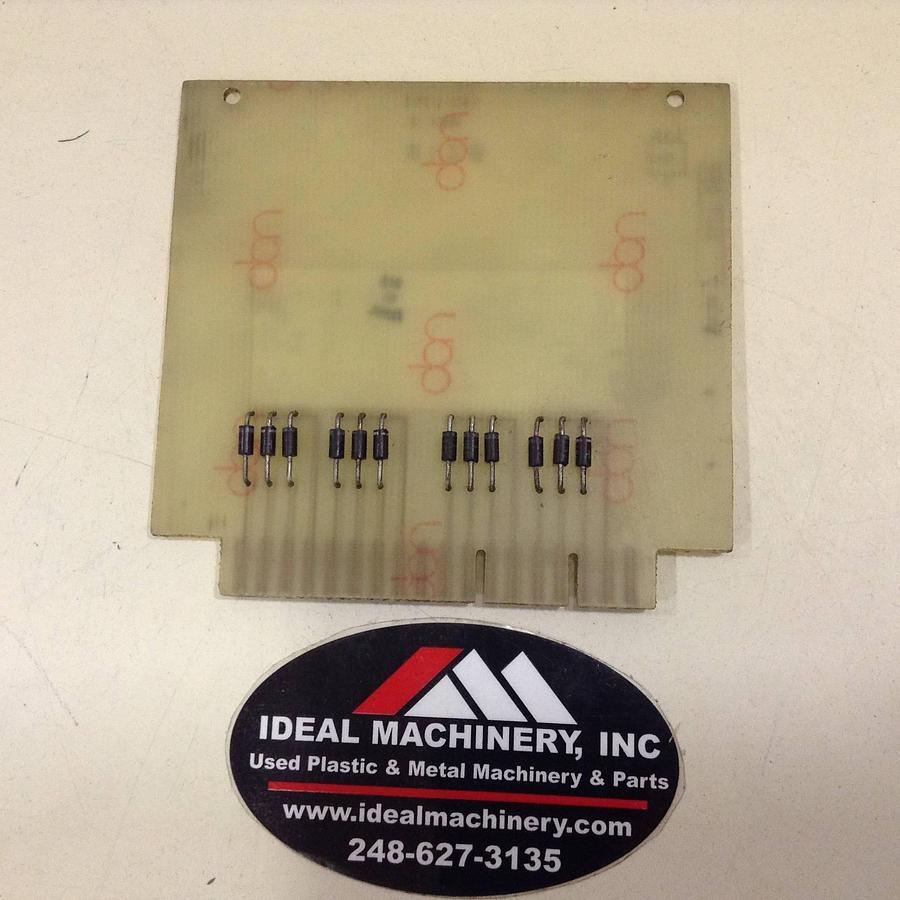 IDEAL MACHINERY, INC
Used Plastic & Metal Machinery & Parts
www.idealmachinery.com
248-627-3135